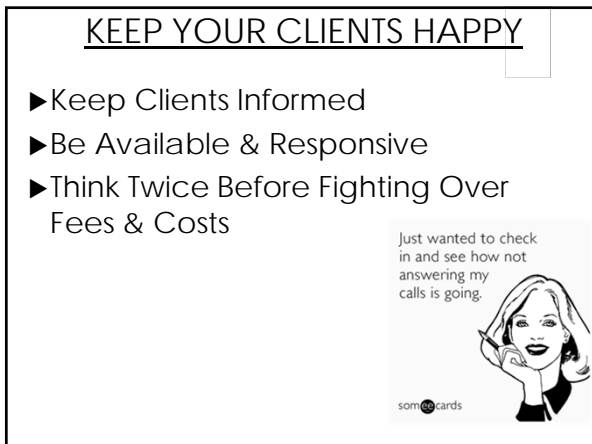 KEEP YOUR CLIENTS HAPPY
▶Keep Clients Informed
▶Be Available & Responsive
▶Think Twice Before Fighting Over
Fees & Costs
Just wanted to check
in and see how not
answering my
calls is going.
someecards